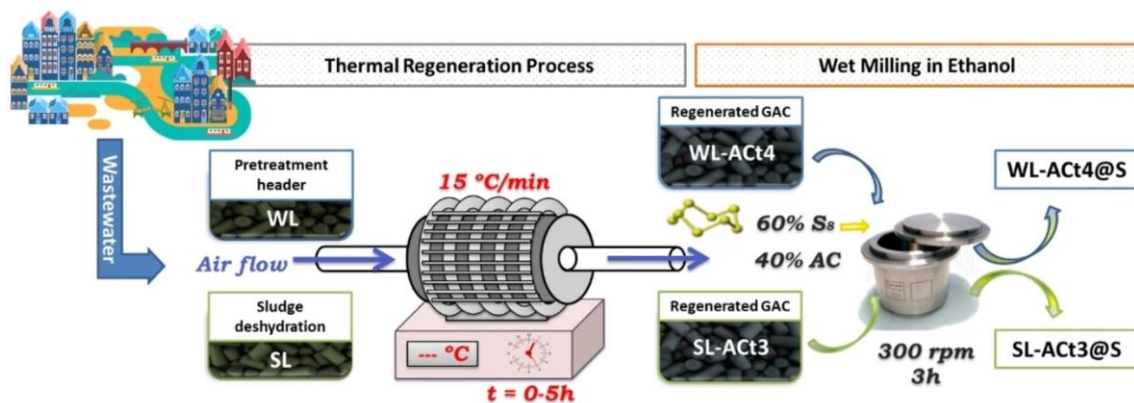 Thermal Regeneration Process
Wet Milling in Ethanol
Wastewater
Pretreatment
header
WL
Air flow
Sludge
deshydration
SL
15 ºC/min
--- ºC
t = 0-5h
Regenerated GAC
WL-ACt4
60% S8
40% AC
Regenerated GAC
SL-ACt3
300 rpm
3h
WL-ACt4@S
SL-ACt3@S